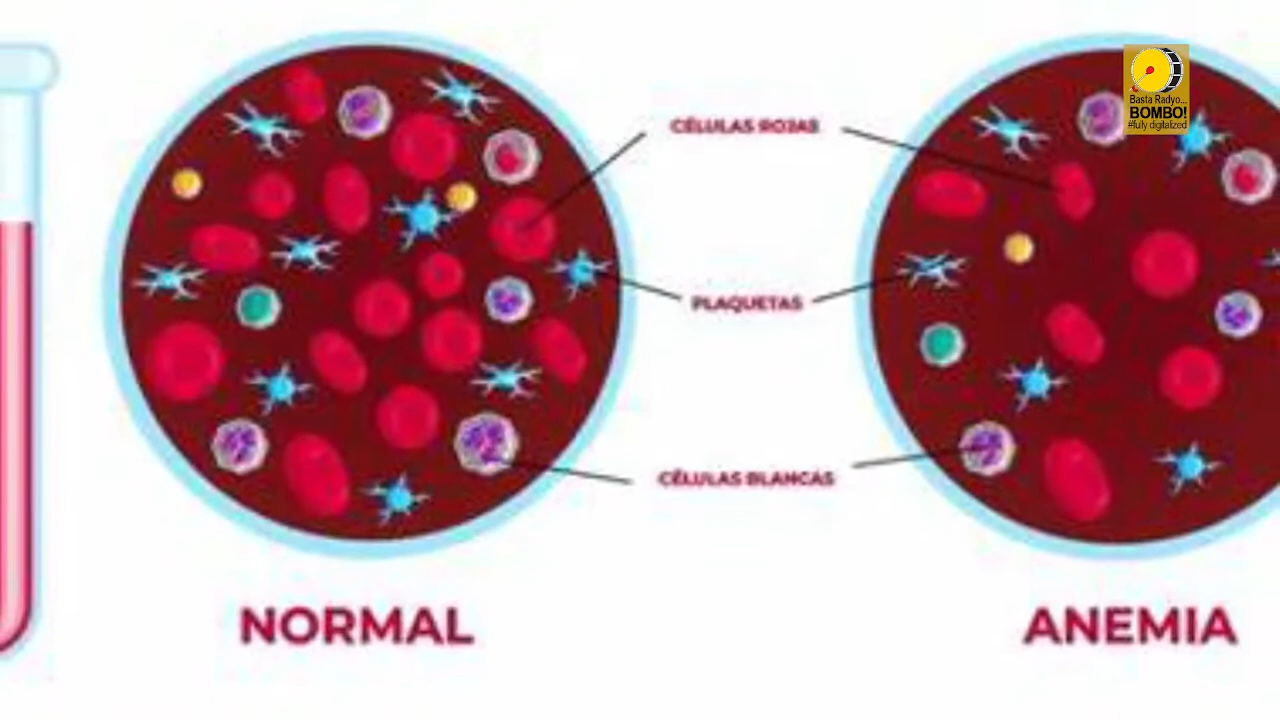 Basta Radyo...
BOMBO!
#fully digitalized
CÉLULAS ROJAS
PLAQUETAS
CÉLULAS BLANCAS
NORMAL
ANEMIA